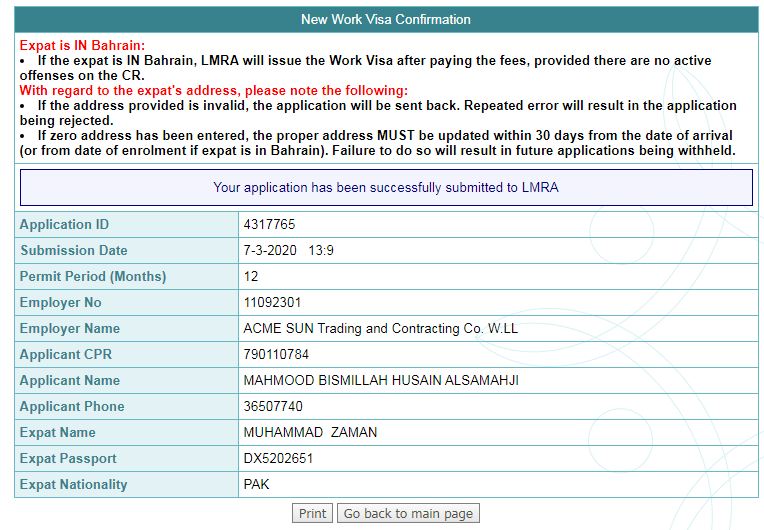 New Work Visa Confirmation
Expat is IN Bahrain:
• If the expat is IN Bahrain, LMRA will issue the Work Visa after paying the fees, provided there are no active
offenses on the CR.
With regard to the expat's address, please note the following:
• If the address provided is invalid, the application will be sent back. Repeated error will result in the application
being rejected.
• If zero address has been entered, the proper address MUST be updated within 30 days from the date of arrival
(or from date of enrolment if expat is in Bahrain). Failure to do so will result in future applications being withheld.
Your application has been successfully submitted to LMRA
Application ID 4317765
Submission Date 7-3-2020 13:9
Permit Period (Months) 12
Employer No 11092301
Employer Name ACME SUN Trading and Contracting Co. W.LL
Applicant CPR 790110784
Applicant Name MAHMOOD BISMILLAH HUSAIN ALSAMAHJI
Applicant Phone 36507740
Expat Name MUHAMMAD ZAMAN
Expat Passport DX5202651
Expat Nationality PAK
Print Go back to main page